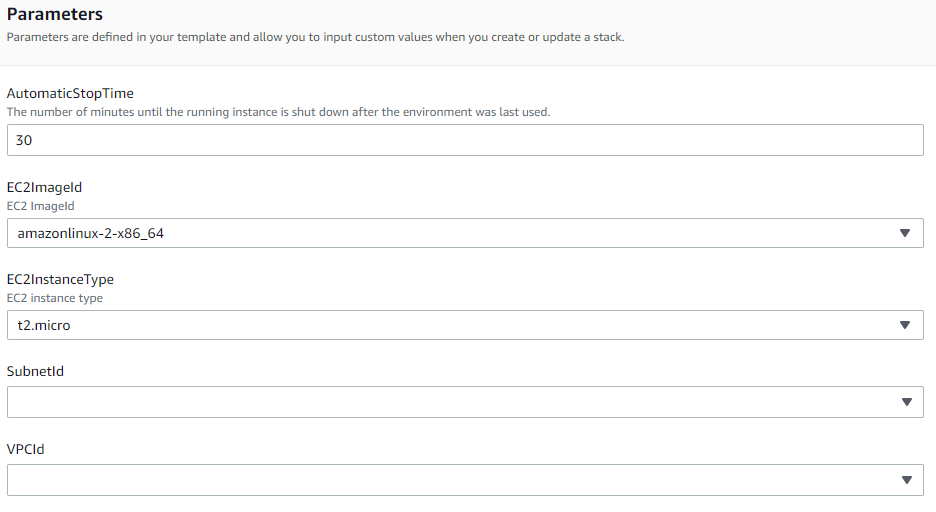 Parameters
Parameters are defined in your template and allow you to input custom values when you create or update a stack.
AutomaticStopTime
The number of minutes until the running instance is shut down after the environment was last used.
30
EC2ImageId
EC2 ImageId
amazonlinux-2-x86_64
EC2InstanceType
EC2 instance type
t2.micro
SubnetId
VPCId